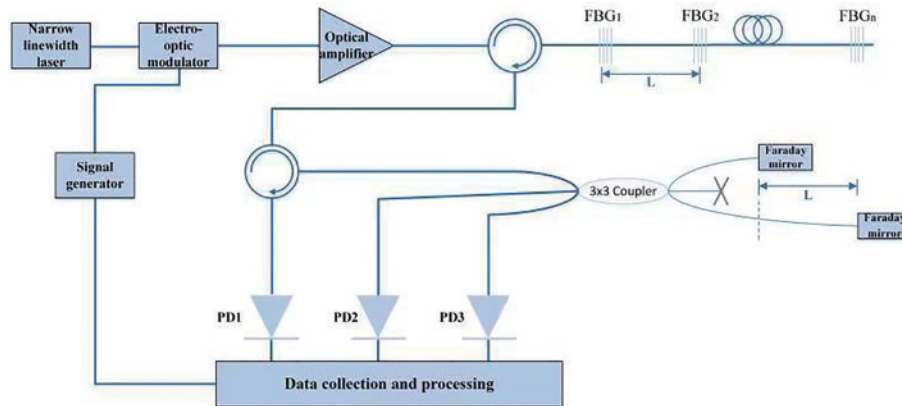 FBG₁
FBG₂
FBGₙ
Narrow
linewidth
laser
Electro-
optic
modulator
Optical
amplifier
L
Signal
generator
3x3 Coupler
Faraday
mirror
L
Faraday
mirror
PD1
PD2
PD3
Data collection and processing